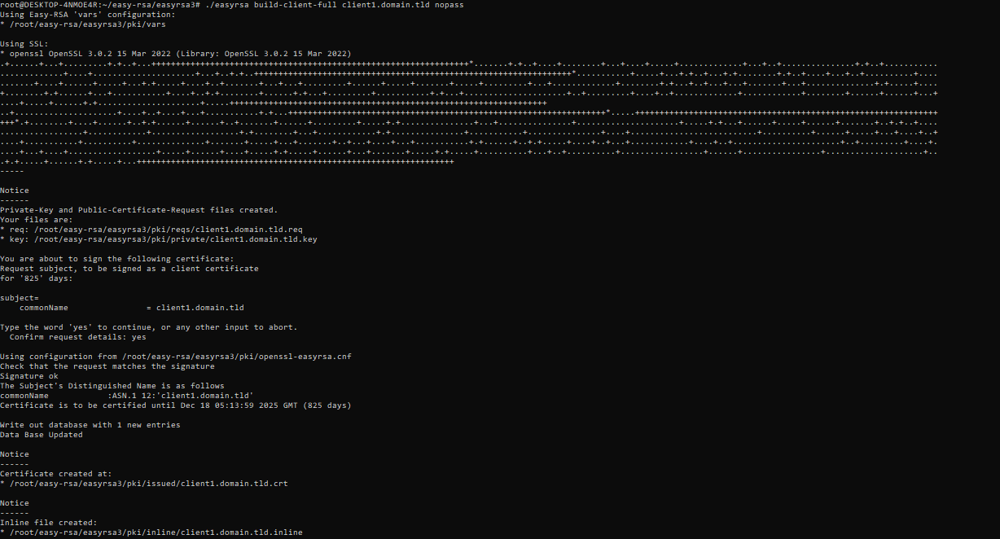 root@DESKTOP-4NMOE4R:~/easy-rsa/easyrsa3# ./easyrsa build-client-full client1.domain.tld nopass
Using Easy-RSA 'vars' configuration:
* /root/easy-rsa/easyrsa3/pki/vars
Using SSL:
* openssl OpenSSL 3.0.2 15 Mar 2022 (Library: OpenSSL 3.0.2 15 Mar 2022)
-----
Notice
------
Private-Key and Public-Certificate-Request files created.
Your files are:
* req: /root/easy-rsa/easyrsa3/pki/reqs/client1.domain.tld.req
* key: /root/easy-rsa/easyrsa3/pki/private/client1.domain.tld.key
You are about to sign the following certificate:
Request subject, to be signed as a client certificate
for '825' days:
subject=
commonName = client1.domain.tld
Type the word 'yes' to continue, or any other input to abort.
Confirm request details: yes
Using configuration from /root/easy-rsa/easyrsa3/pki/openssl-easyrsa.cnf
Check that the request matches the signature
Signature ok
The Subject's Distinguished Name is as follows
commonName :ASN.1 12:'client1.domain.tld'
Certificate is to be certified until Dec 18 05:13:59 2025 GMT (825 days)
Write out database with 1 new entries
Data Base Updated
Notice
------
Certificate created at:
* /root/easy-rsa/easyrsa3/pki/issued/client1.domain.tld.crt
Notice
------
Inline file created:
* /root/easy-rsa/easyrsa3/pki/inline/client1.domain.tld.inline